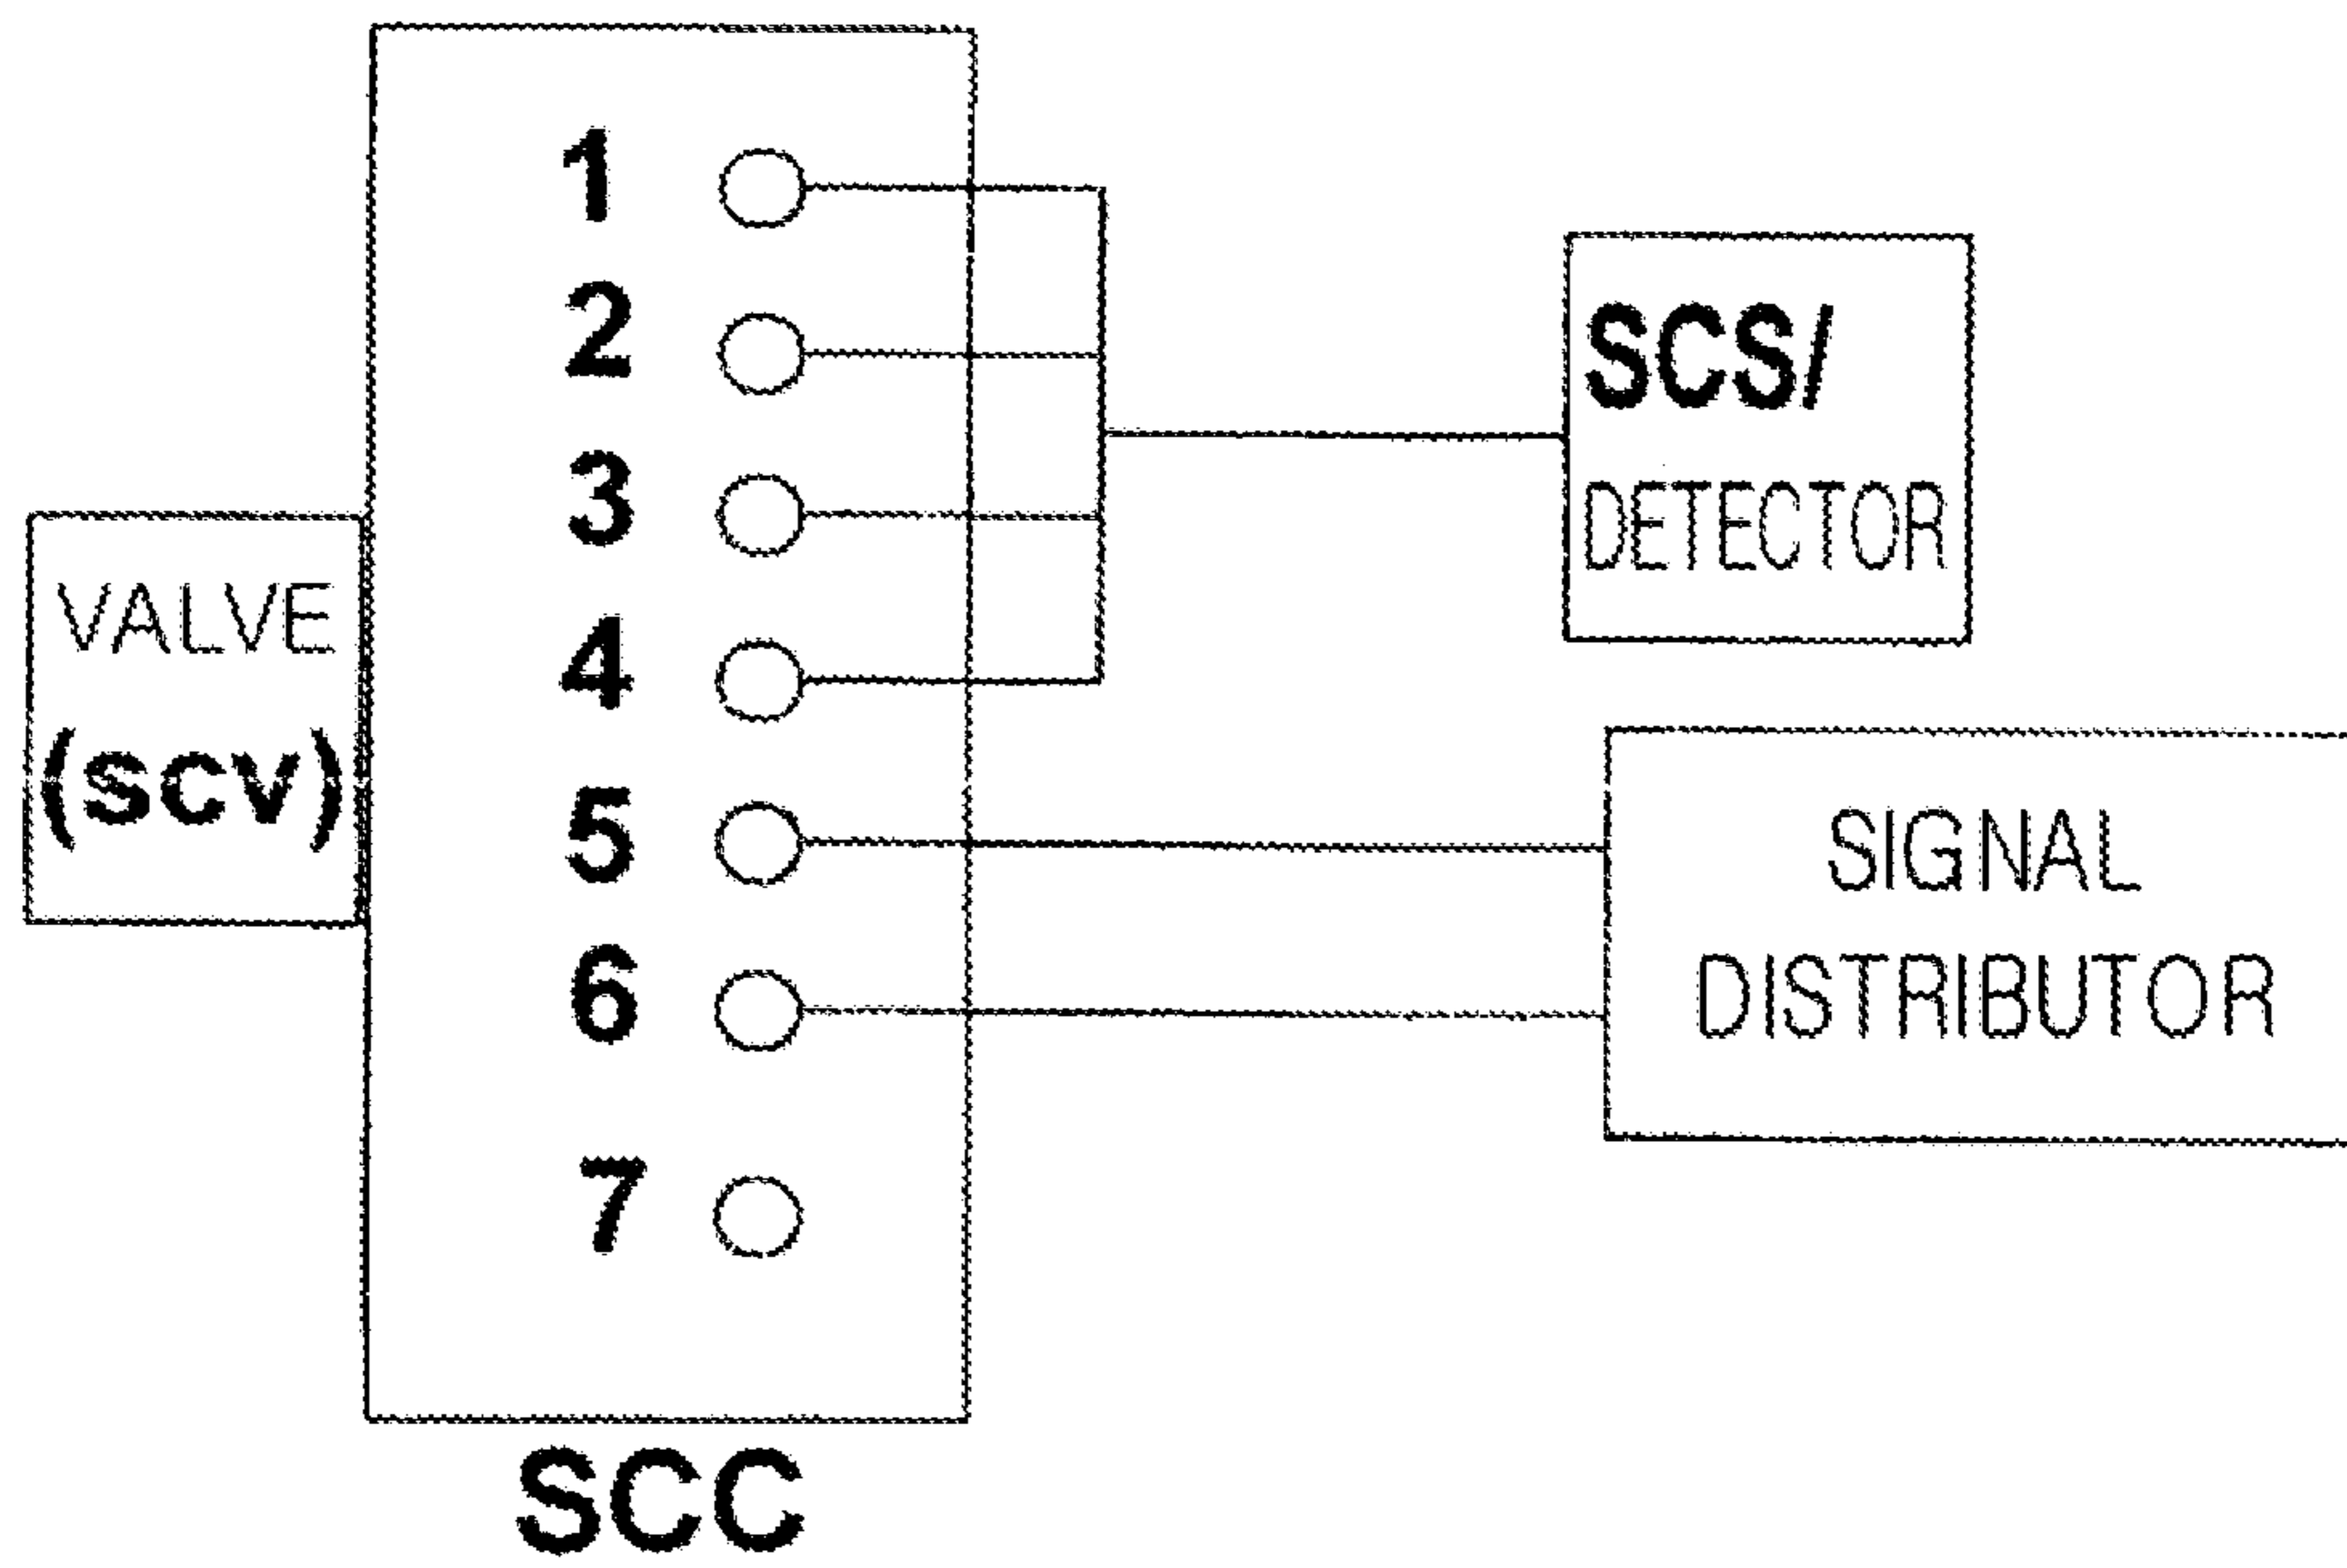 1
2
3
4
5
6
7
VALVE
(scv)
SCS/
DETECTOR
SIGNAL
DISTRIBUTOR
SCC